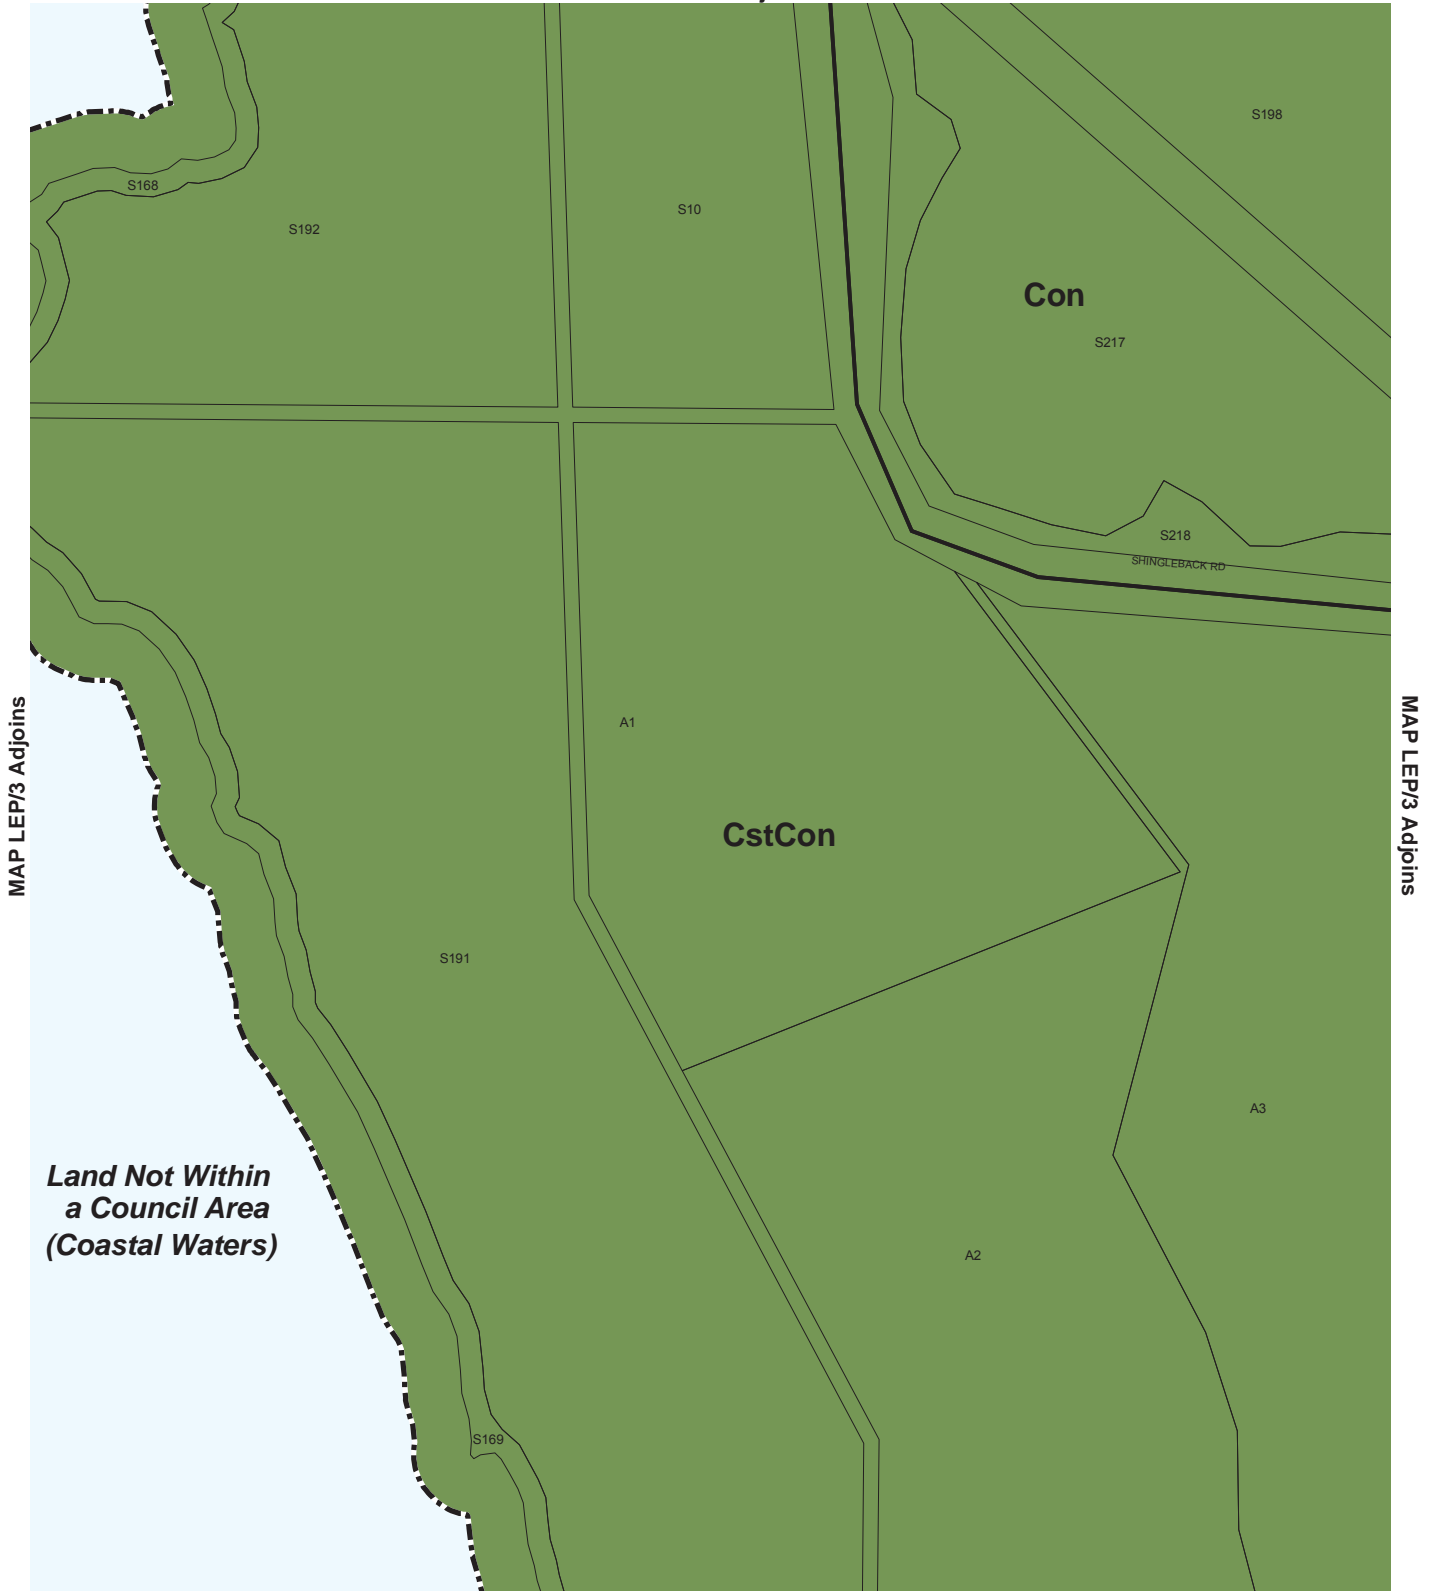 S198
S168
S10
S192
Con
S217
S218
SHINGLEBACK RD
MAP LEP/3 Adjoins
MAP LEP/3 Adjoins
A1
CstCon
S191
A3
Land Not Within
a Council Area
(Coastal Waters)
A2
S169